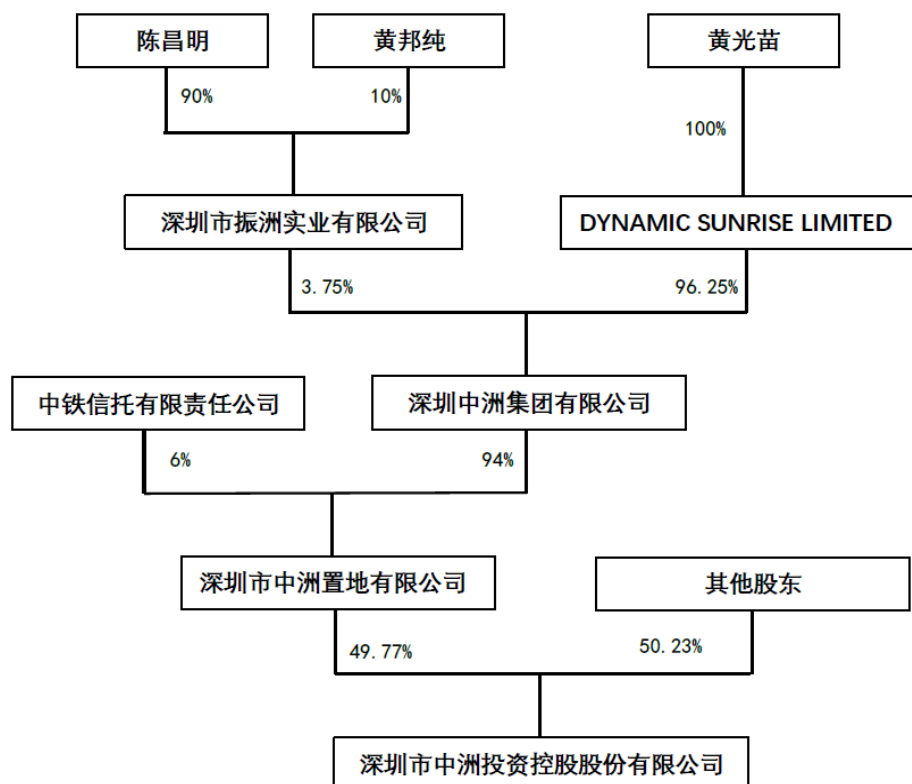 陈昌明
黄邦纯
黄光苗
90%
10%
100%
深圳市振洲实业有限公司
DYNAMIC SUNRISE LIMITED
3.75%
96.25%
中铁信托有限责任公司
深圳中洲集团有限公司
6%
94%
深圳市中洲置地有限公司
其他股东
49.77%
50.23%
深圳市中洲投资控股股份有限公司